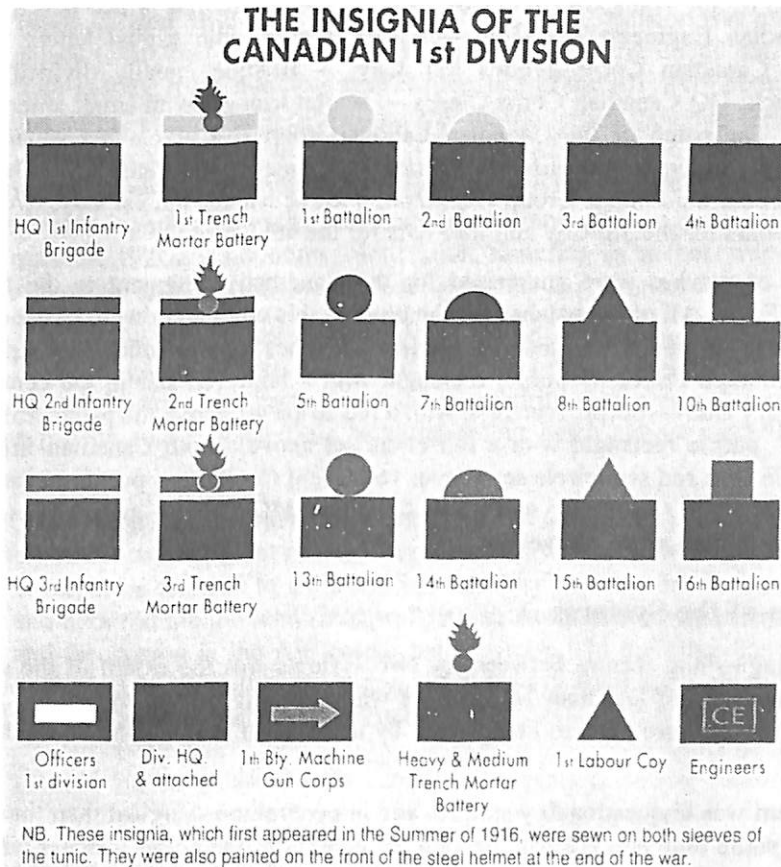 THE INSIGNIA OF THE
CANADIAN 1st DIVISION
HQ 1st Infantry
Brigade
1st Trench
Mortar Battery
1st Battalion
2nd Battalion
3rd Battalion
4th Battalion
HQ 2nd Infantry
Brigade
2nd Trench
Mortar Battery
5th Battalion
7th Battalion
8th Battalion
10th Battalion
HQ 3rd Infantry
Brigade
3rd Trench
Mortar Battery
13th Battalion
14th Battalion
15th Battalion
16th Battalion
Officers
1st division
Div. HQ
& attached
1th Bty. Machine
Gun Corps
Heavy & Medium
Trench Mortar
Battery
1st Labour Coy
CE
Engineers
NB. These insignia, which first appeared in the Summer of 1916, were sewn on both sleeves of
the tunic. They were also painted on the front of the steel helmet at the end of the war.